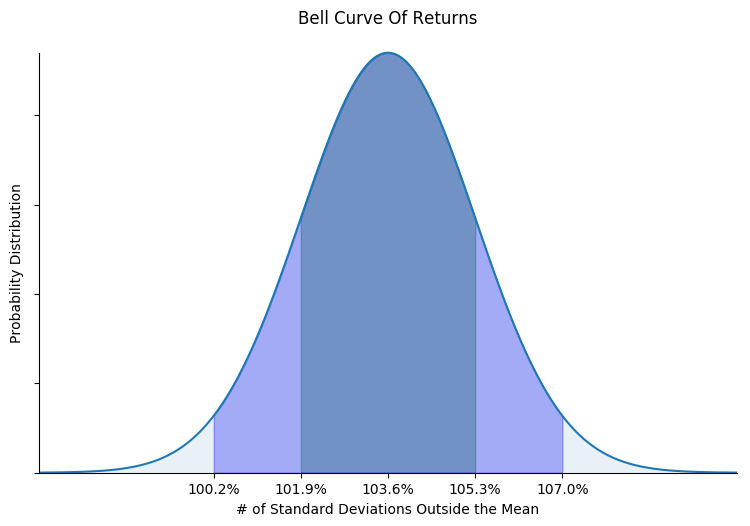 Bell Curve Of Returns
Probability Distribution
100.2% 101.9% 103.6% 105.3% 107.0%
# of Standard Deviations Outside the Mean